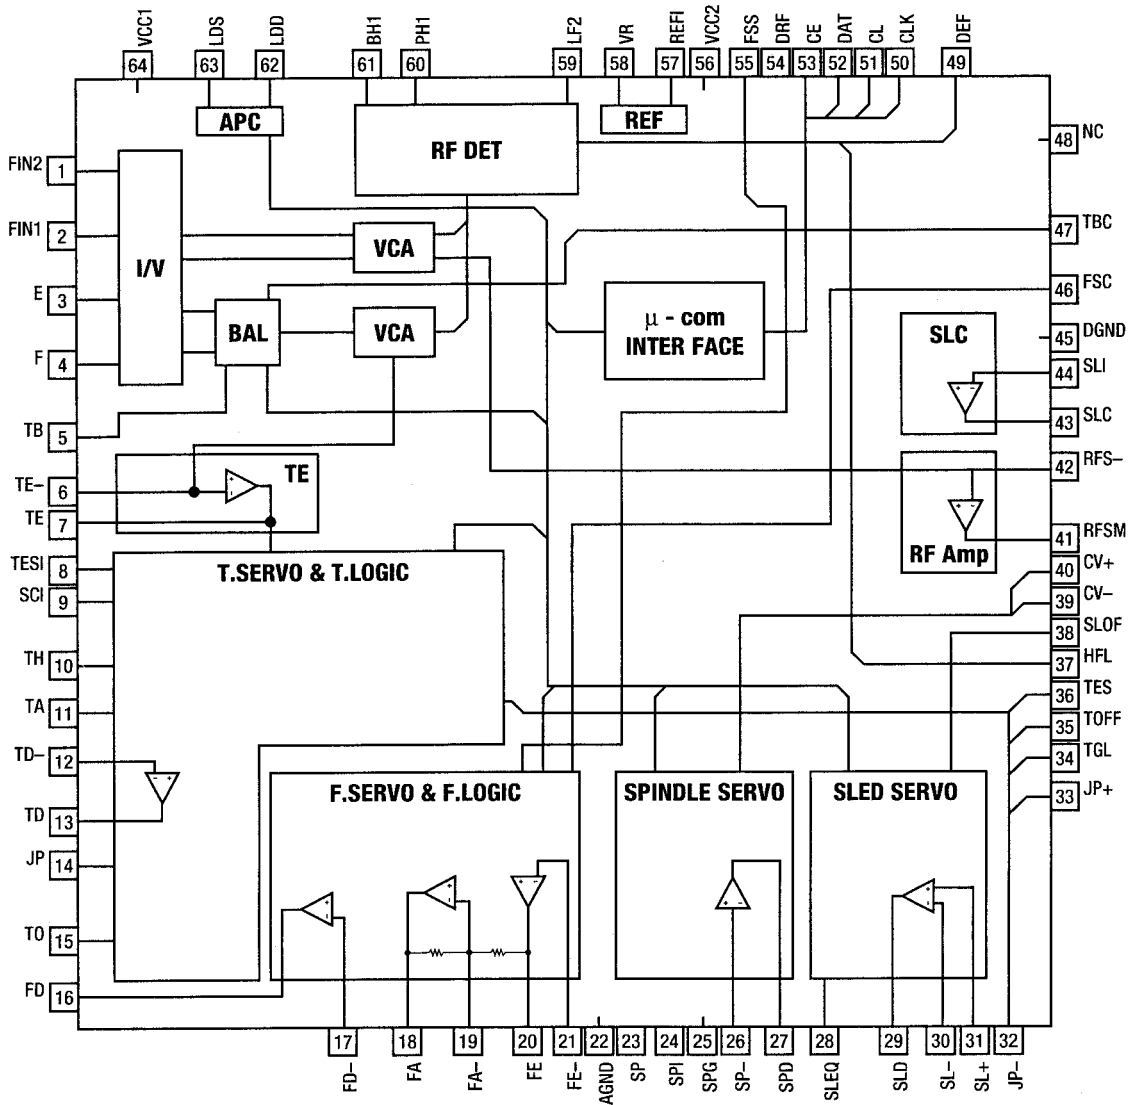 VCC1 LDS LDD BH1 PH1 LF2 VR REFI VCC2 FSS DRF CE DAT CL CLK DEF
64 63 62 61 60 59 58 57 56 55 54 53 52 51 50 49
APC
RF DET
REF
48 NC
FIN2 1
FIN1 2
47 TBC
VCA
I/V
E 3
46 FSC
BAL
VCA
μ - com
INTER FACE
SLC
45 DGND
F 4
44 SLI
43 SLC
TB 5
TE
42 RFS–
TE– 6
TE 7
RF Amp
41 RFSM
T.SERVO & T.LOGIC
TESI 8
40 CV+
SCI 9
39 CV–
38 SLOF
TH 10
37 HFL
36 TES
TA 11
35 TOFF
TD– 12
34 TGL
F.SERVO & F.LOGIC
SPINDLE SERVO
SLED SERVO
33 JP+
TD 13
JP 14
TO 15
FD 16
17 18 19 20 21 22 23 24 25 26 27 28 29 30 31 32
FD– FA FA– FE FE– AGND SP SPI SPG SP– SPD SLEQ SLD SL– SL+ JP–